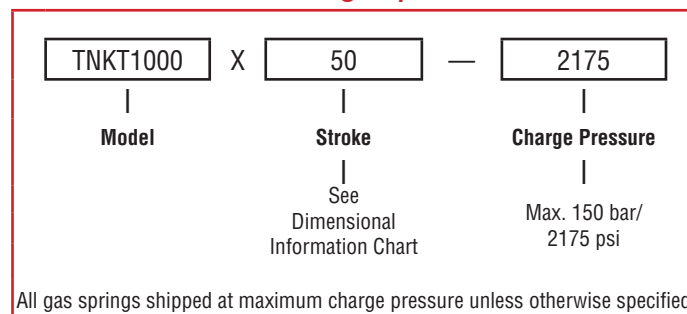 TNKT1000 X 50 — 2175
Model Stroke Charge Pressure
See
Dimensional
Information Chart
Max. 150 bar/
2175 psi
All gas springs shipped at maximum charge pressure unless otherwise specified